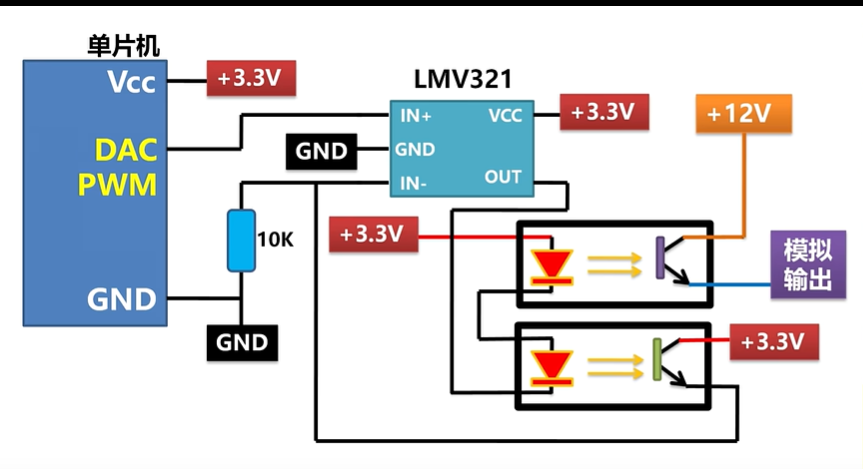 单片机
Vcc
+3.3V
DAC
PWM
GND
GND
10K
LMV321
IN+
VCC
+3.3V
GND
GND
IN-
OUT
+3.3V
+12V
模拟
输出
+3.3V